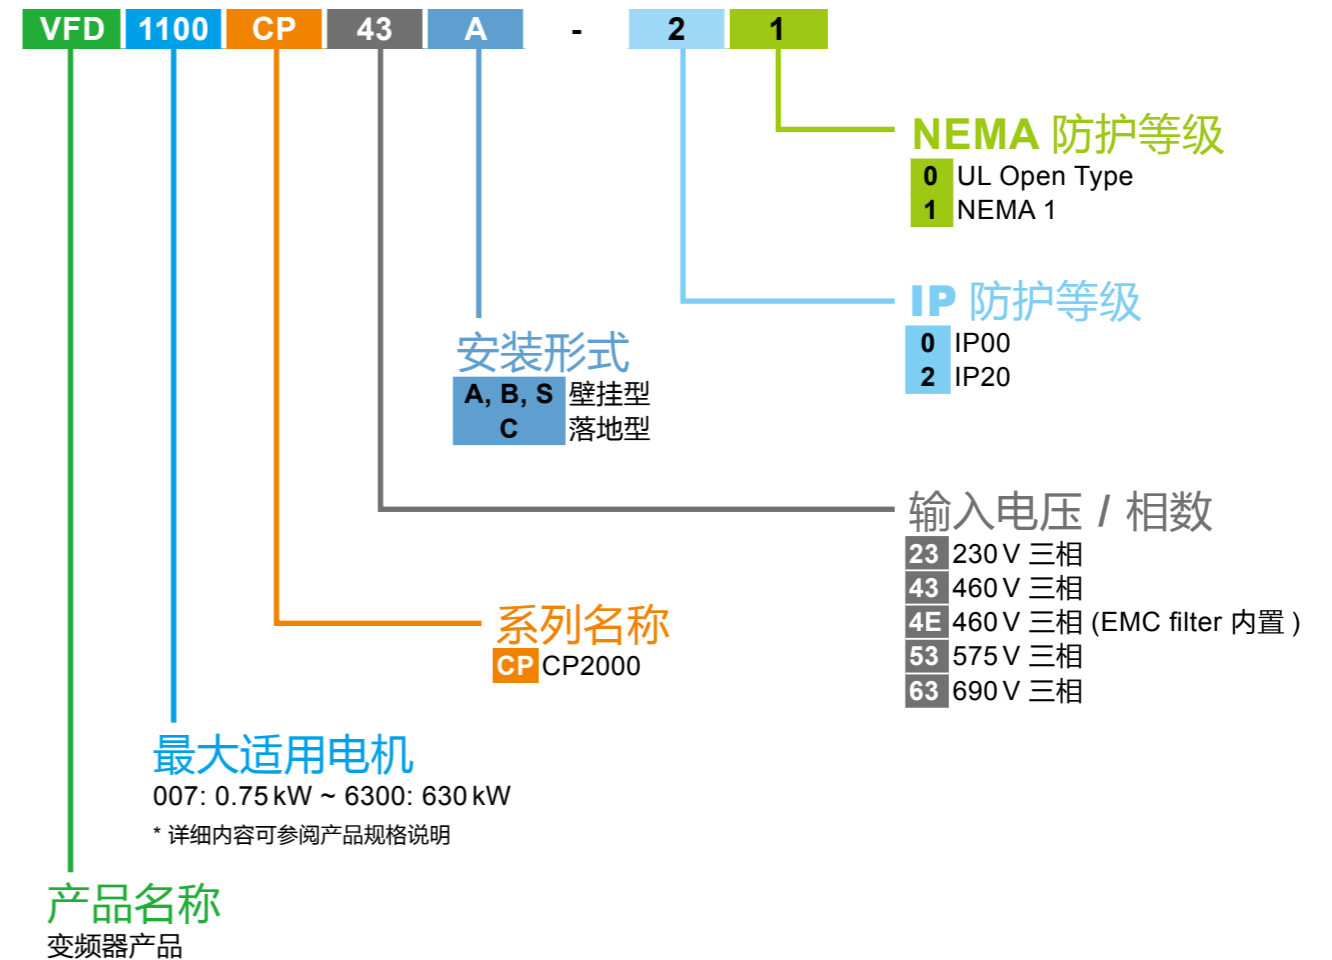 VFD 1100 CP 43 A - 2 1
NEMA 防护等级
0 UL Open Type
1 NEMA 1
IP 防护等级
0 IP00
2 IP20
安装形式
A, B, S 壁挂型
C 落地型
输入电压 / 相数
23 230V 三相
43 460V 三相
4E 460V 三相 (EMC filter 内置 )
53 575V 三相
63 690V 三相
系列名称
CP CP2000
最大适用电机
007: 0.75kW ~ 6300: 630kW
* 详细内容可参阅产品规格说明
产品名称
变频器产品